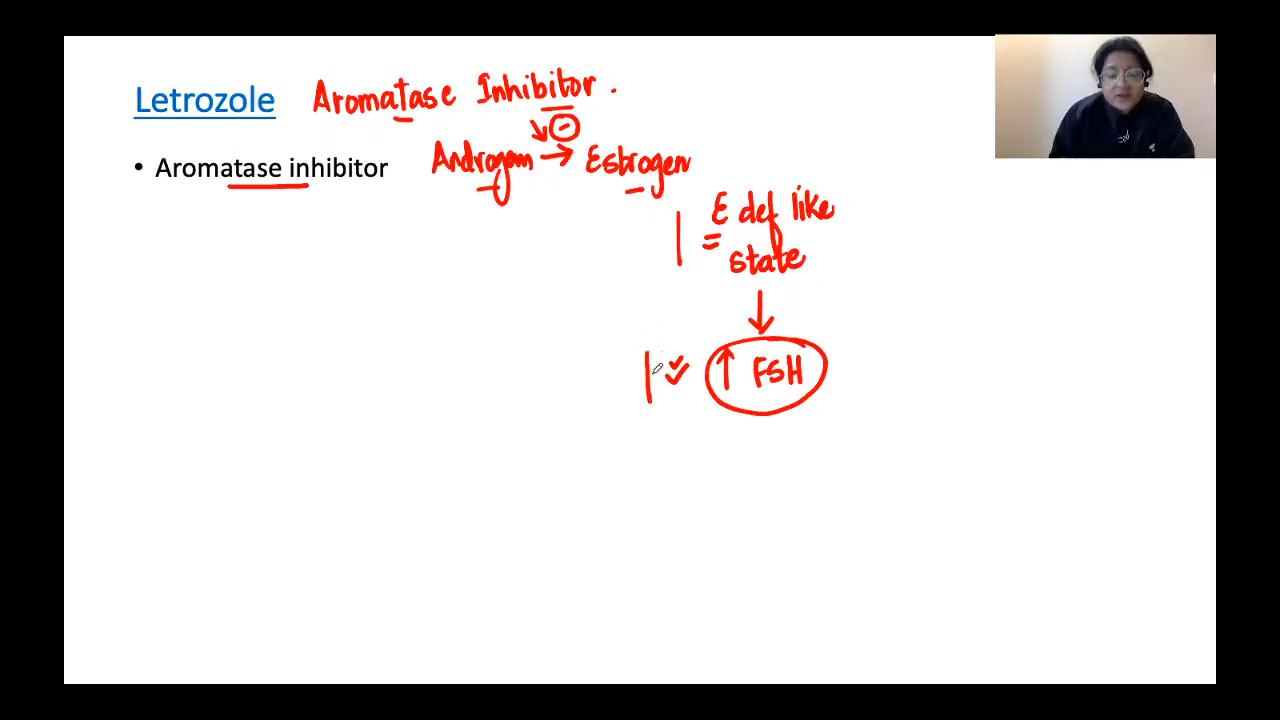 Letrozole Aromatase Inhibitor.
-
• Aromatase inhibitor Androgen → Estrogen
E def like
state
↓
↑ FSH